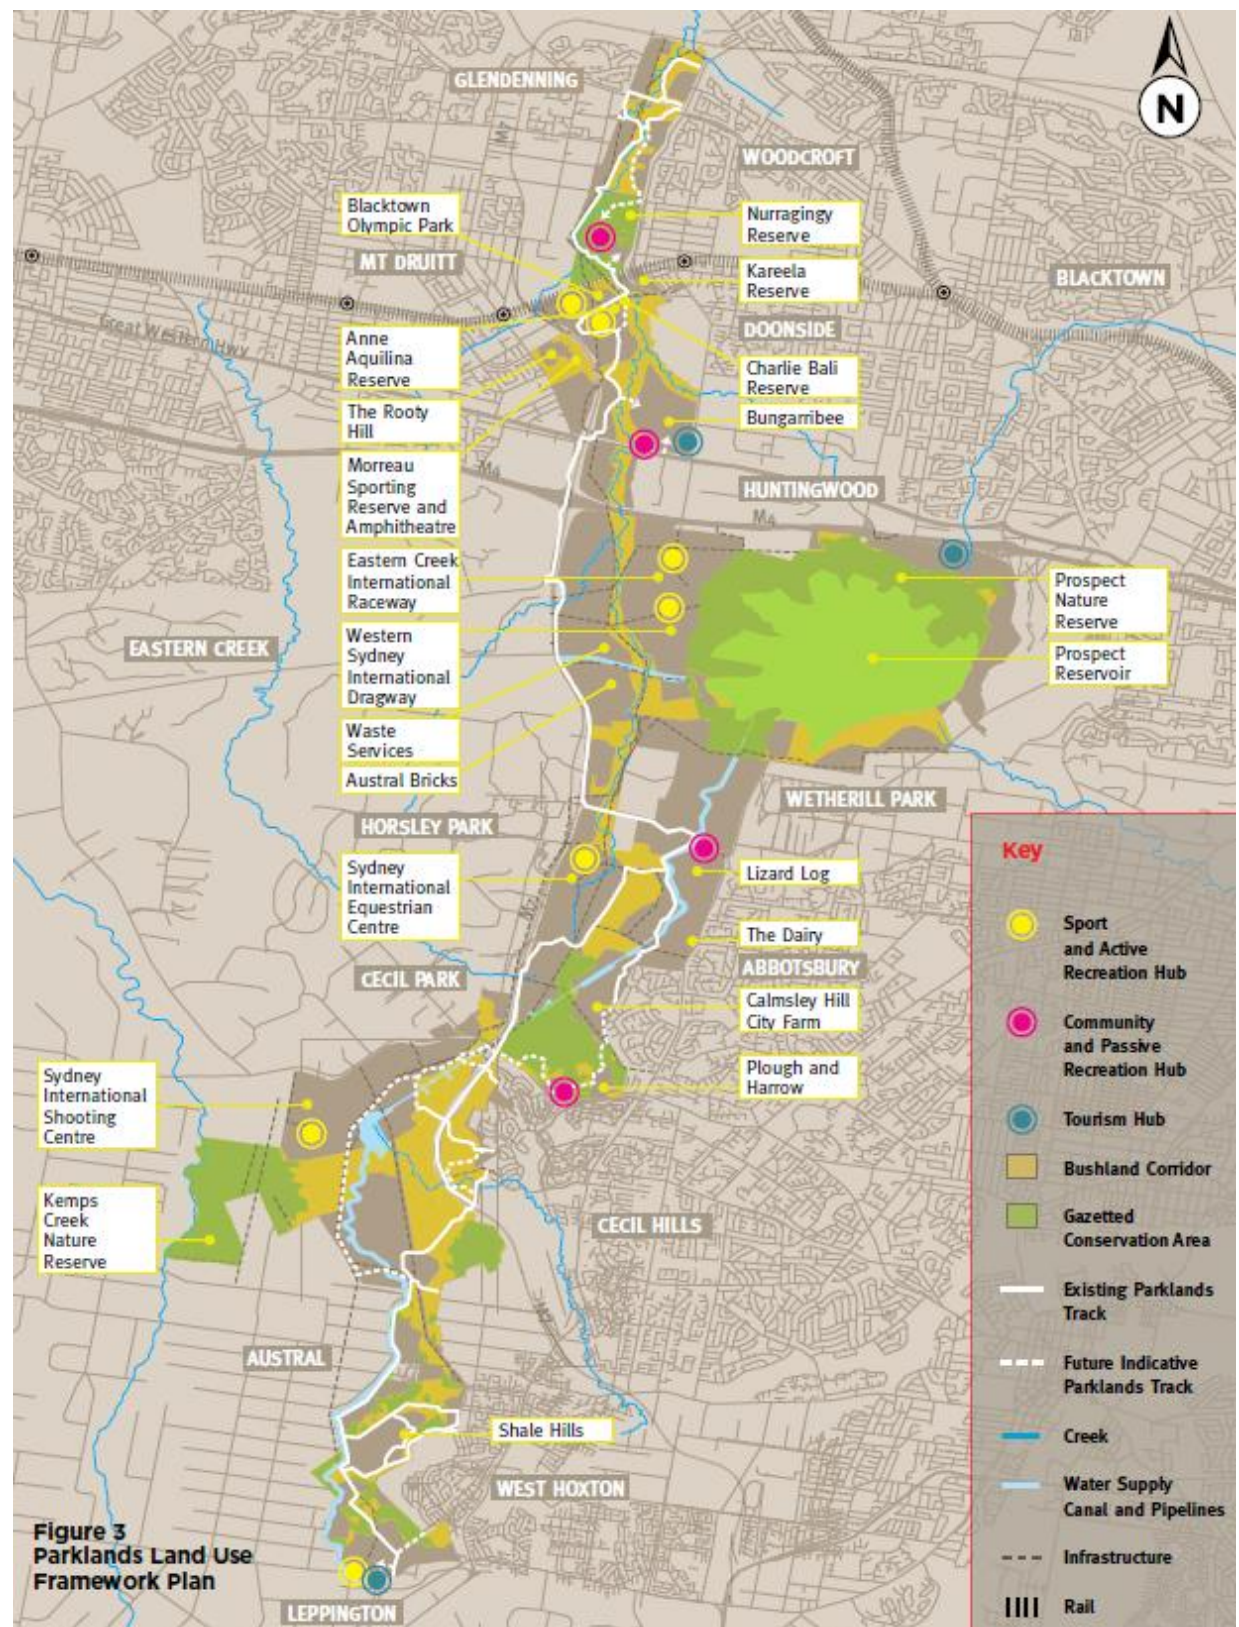 GLENDENNING
N
WOODCROFT
Blacktown
Olympic Park
Nurragingy
Reserve
MT DRUITT
Kareela
Reserve
BLACKTOWN
Great Western Hwy
DOONSIDE
Anne
Aquilina
Reserve
Charlie Bali
Reserve
The Rooty
Hill
Bungarribee
Morreau
Sporting
Reserve and
Amphitheatre
M4
HUNTINGWOOD
M4
Eastern Creek
International
Raceway
Prospect
Nature
Reserve
Western
Sydney
International
Dragway
EASTERN CREEK
Prospect
Reservoir
Waste
Services
Austral Bricks
WETHERILL PARK
HORSLEY PARK
Sydney
International
Equestrian
Centre
Lizard Log
The Dairy
ABBOTSBURY
CECIL PARK
Calmsley Hill
City Farm
Plough and
Harrow
Sydney
International
Shooting
Centre
Kemps
Creek
Nature
Reserve
CECIL HILLS
AUSTRAL
Shale Hills
WEST HOXTON
LEPPINGTON
Figure 3
Parklands Land Use
Framework Plan
Key
Sport
and Active
Recreation Hub
Community
and Passive
Recreation Hub
Tourism Hub
Bushland Corridor
Gazetted
Conservation Area
Existing Parklands
Track
Future Indicative
Parklands Track
Creek
Water Supply
Canal and Pipelines
Infrastructure
Rail